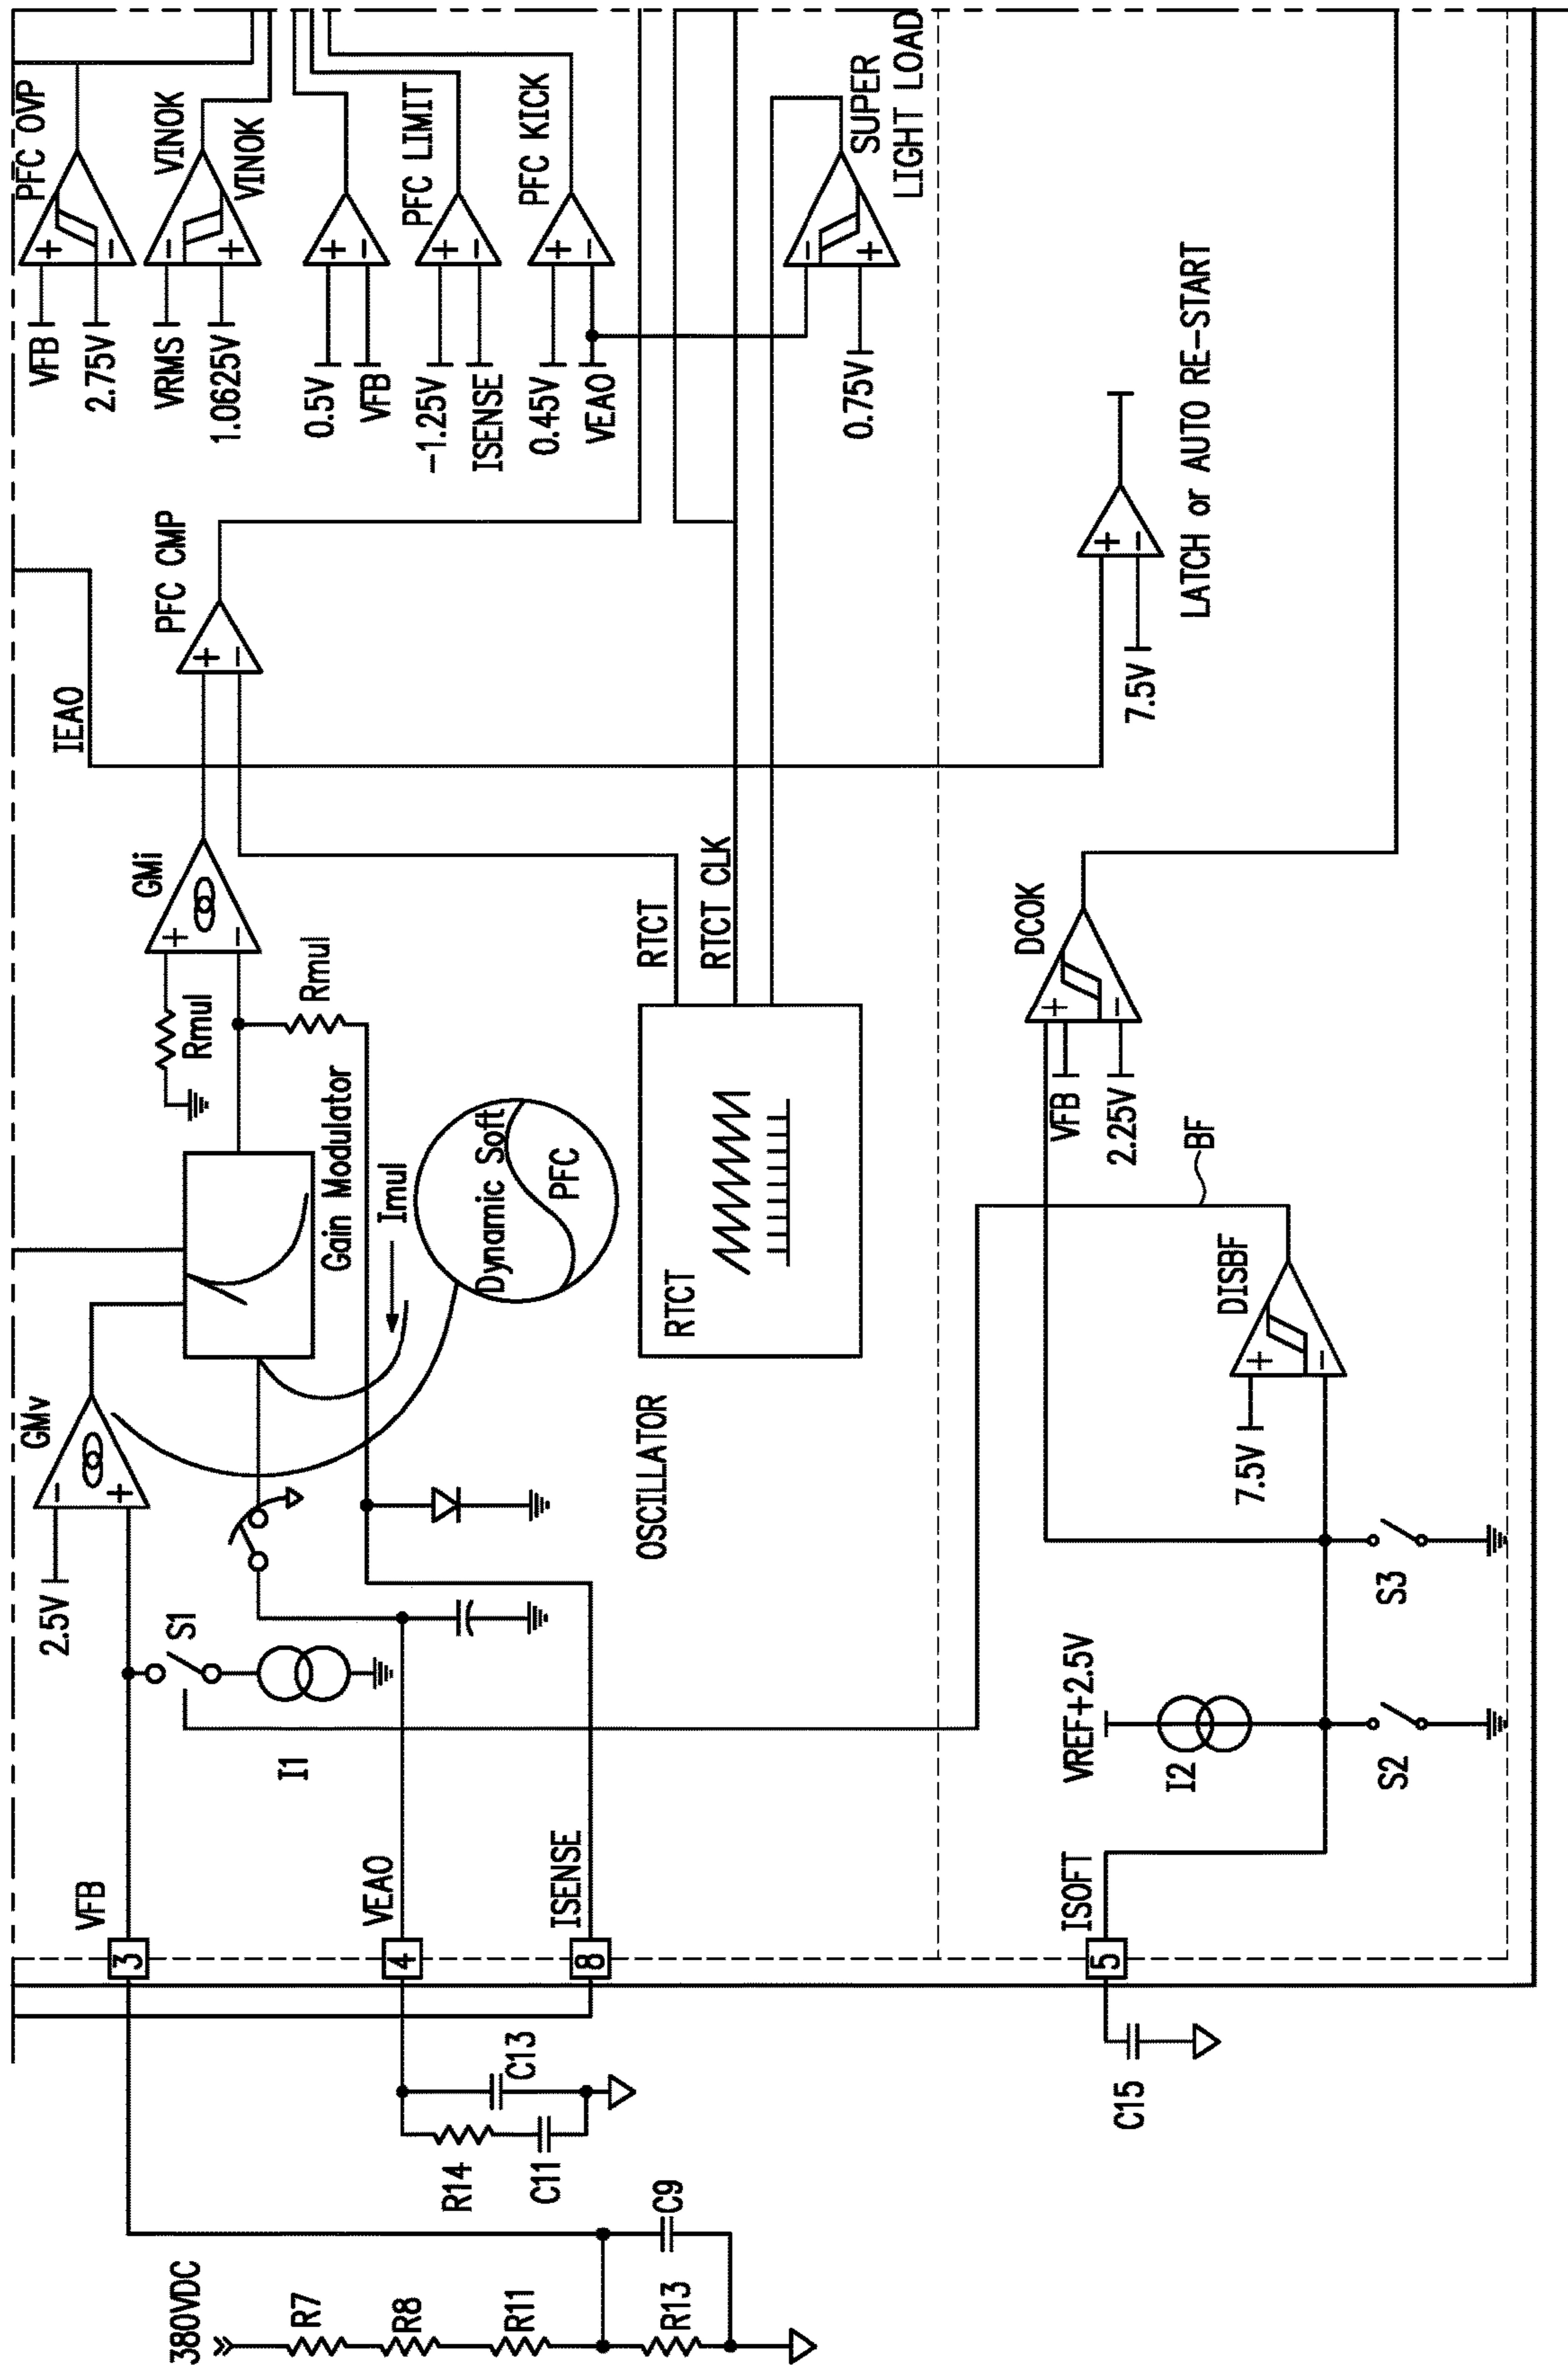 380VDC
R7
R8
R11
R13
C9
R14
C11
C13
C15
3
VFB
4
VEAO
8
ISENSE
5
ISOFT
2.5V
-
+
GMv
S1
I1
Gain Modulator
Imul
Dynamic Soft
PFC
Rmul
Rmul
+
-
GMi
IEAO
+
-
PFC CMP
OSCILLATOR
RTCT
RTCT
RTCT CLK
VFB
2.75V
+
-
PFC OVP
VRMS
1.0625V
-
+
VINOK
VINOK
0.5V
VFB
+
-
-1.25V
ISENSE
+
-
PFC LIMIT
0.45V
VEAO
+
-
PFC KICK
0.75V
-
+
SUPER
LIGHT LOAD
VREF+2.5V
I2
S2
S3
7.5V
+
-
DISBF
BF
VFB
2.25V
+
-
DCOK
7.5V
+
-
LATCH or AUTO RE-START